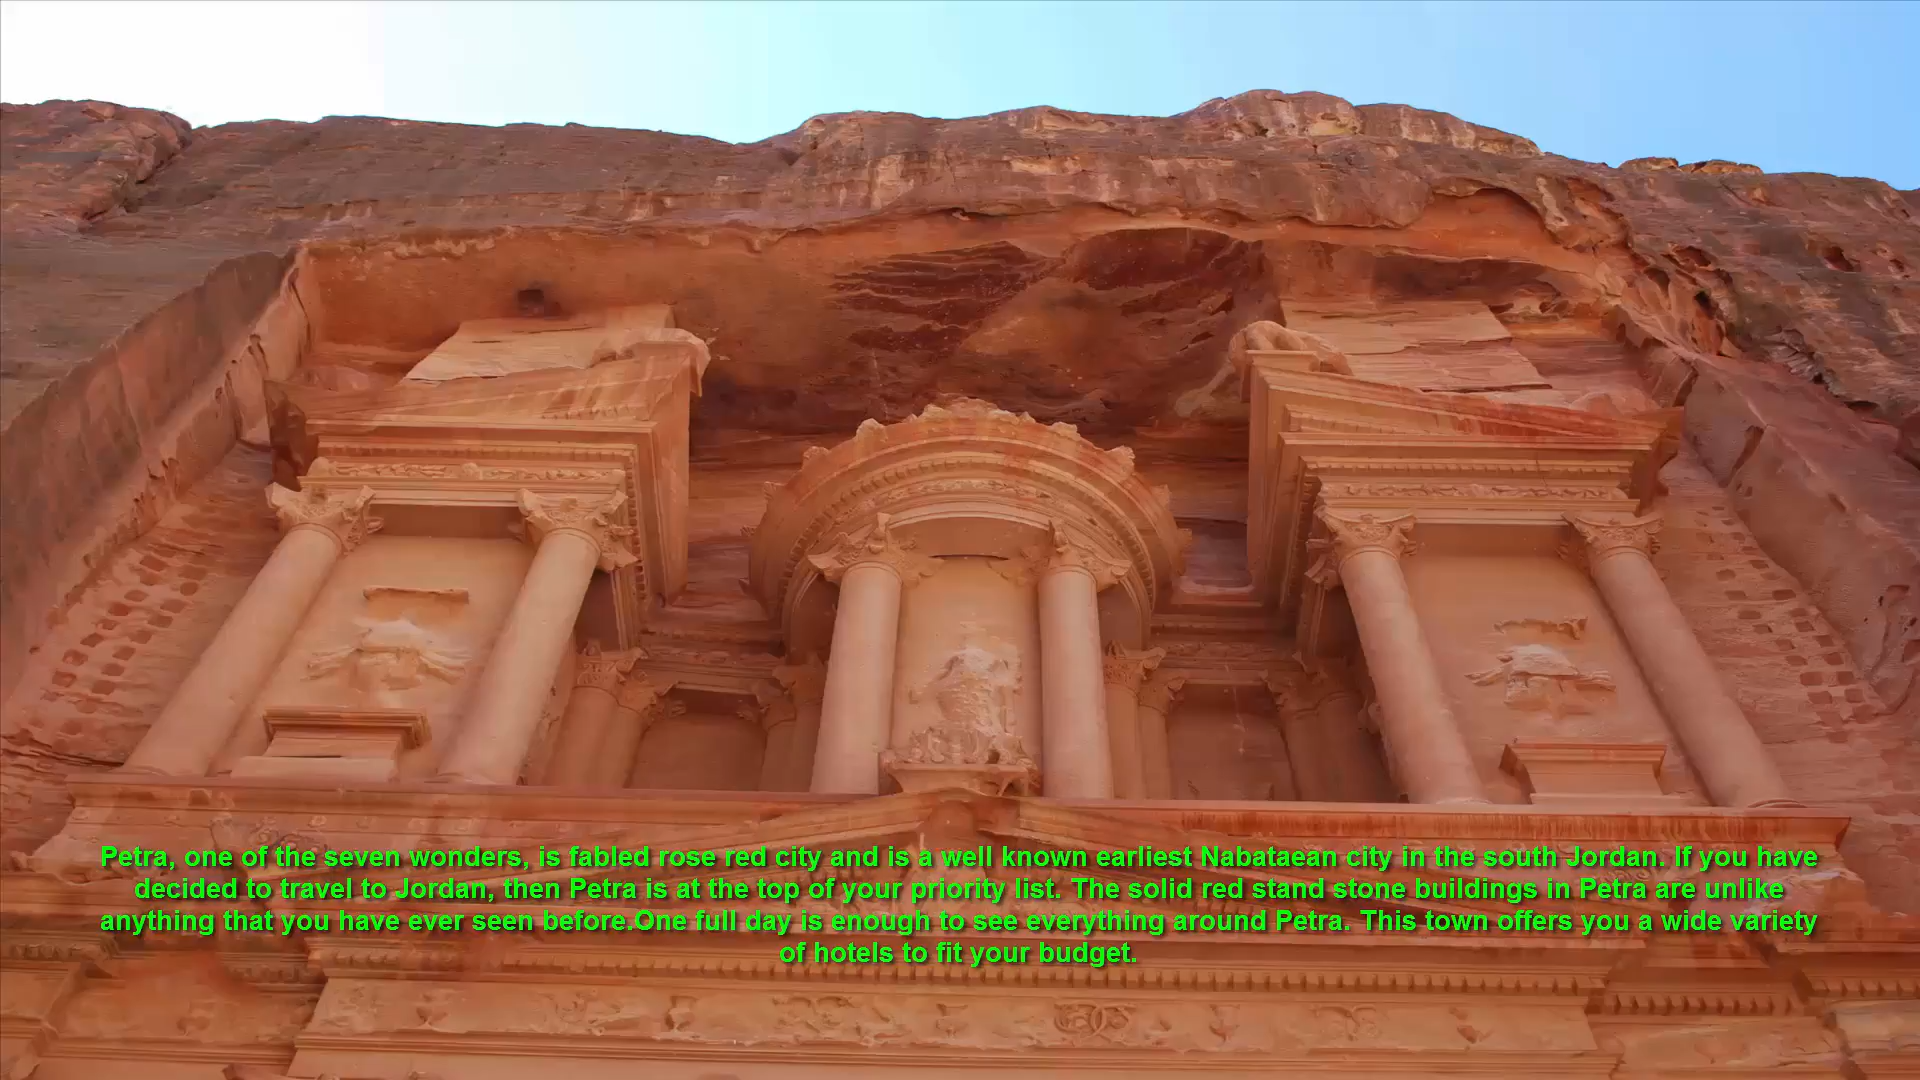 Petra, one of the seven wonders, is fabled rose red city and is a well known earliest Nabataean city in the south Jordan. If you have
decided to travel to Jordan, then Petra is at the top of your priority list. The solid red stand stone buildings in Petra are unlike
anything that you have ever seen before.One full day is enough to see everything around Petra. This town offers you a wide variety
of hotels to fit your budget.